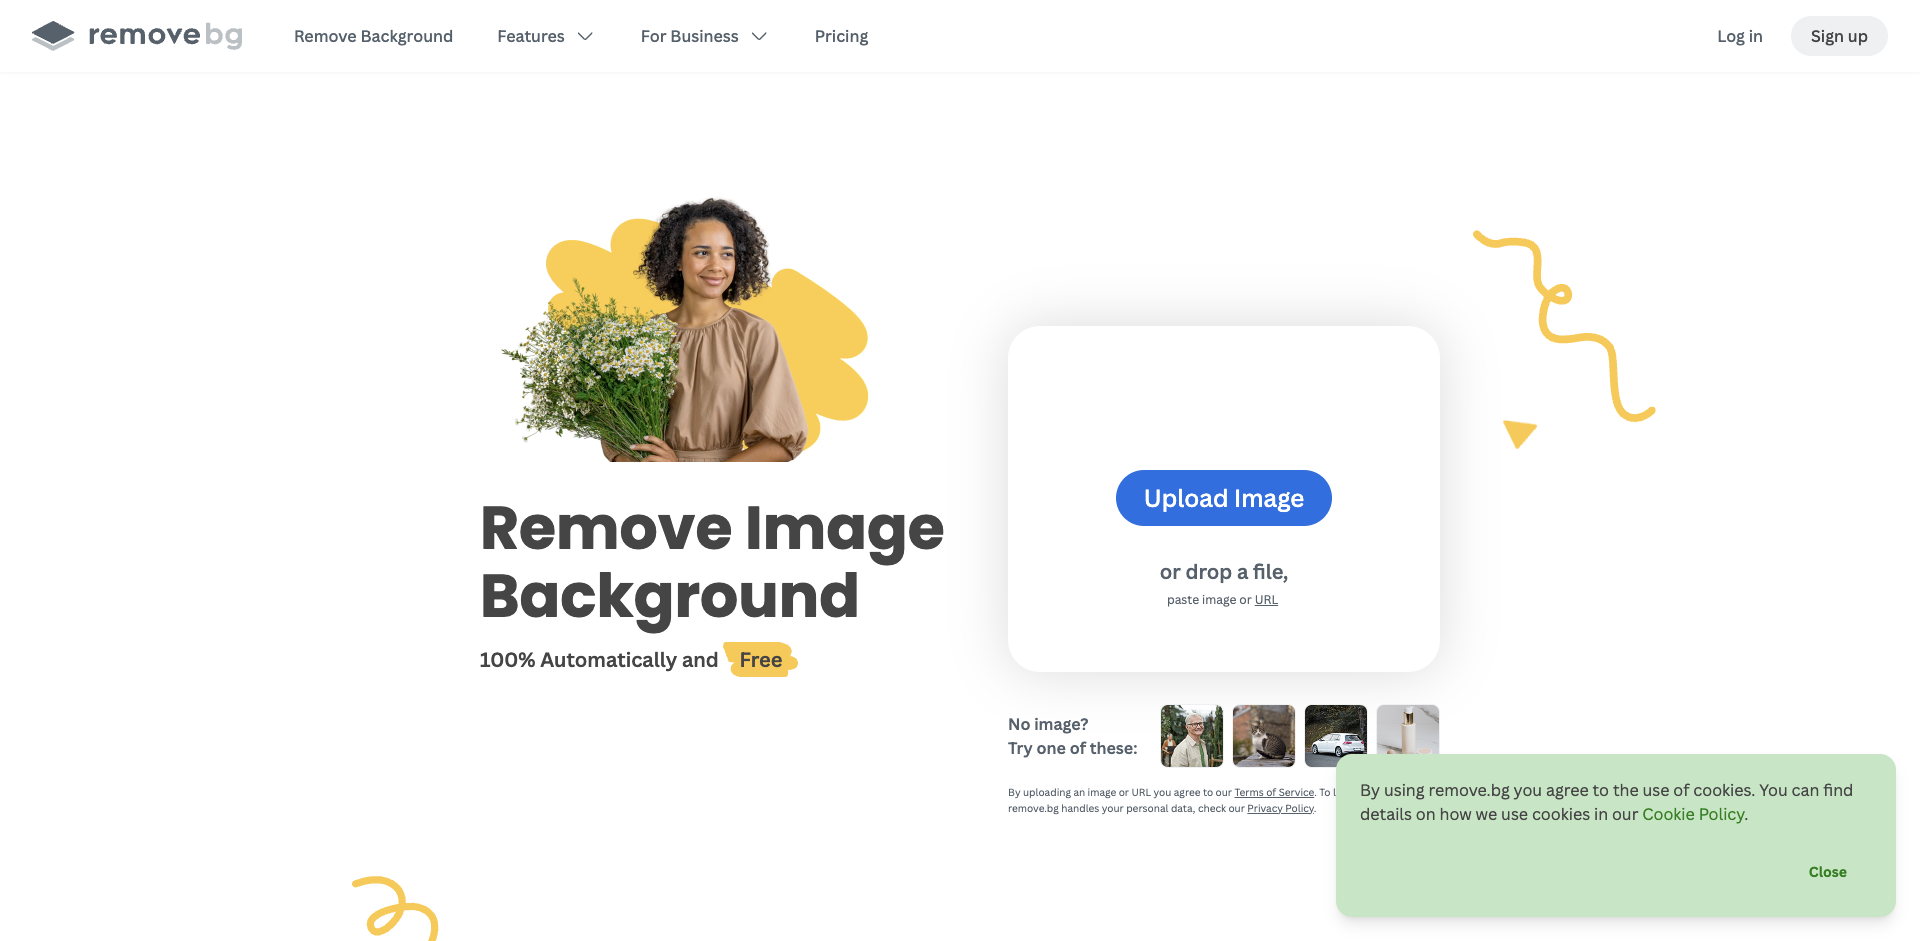 removebg
Remove Background
Features
For Business
Pricing
Log in
Sign up
Remove Image
Background
100% Automatically and Free
Upload Image
or drop a file,
paste image or URL
No image?
Try one of these:
By uploading an image or URL you agree to our Terms of Service. To
remove.bg handles your personal data, check our Privacy Policy.
By using remove.bg you agree to the use of cookies. You can find
details on how we use cookies in our Cookie Policy.
Close